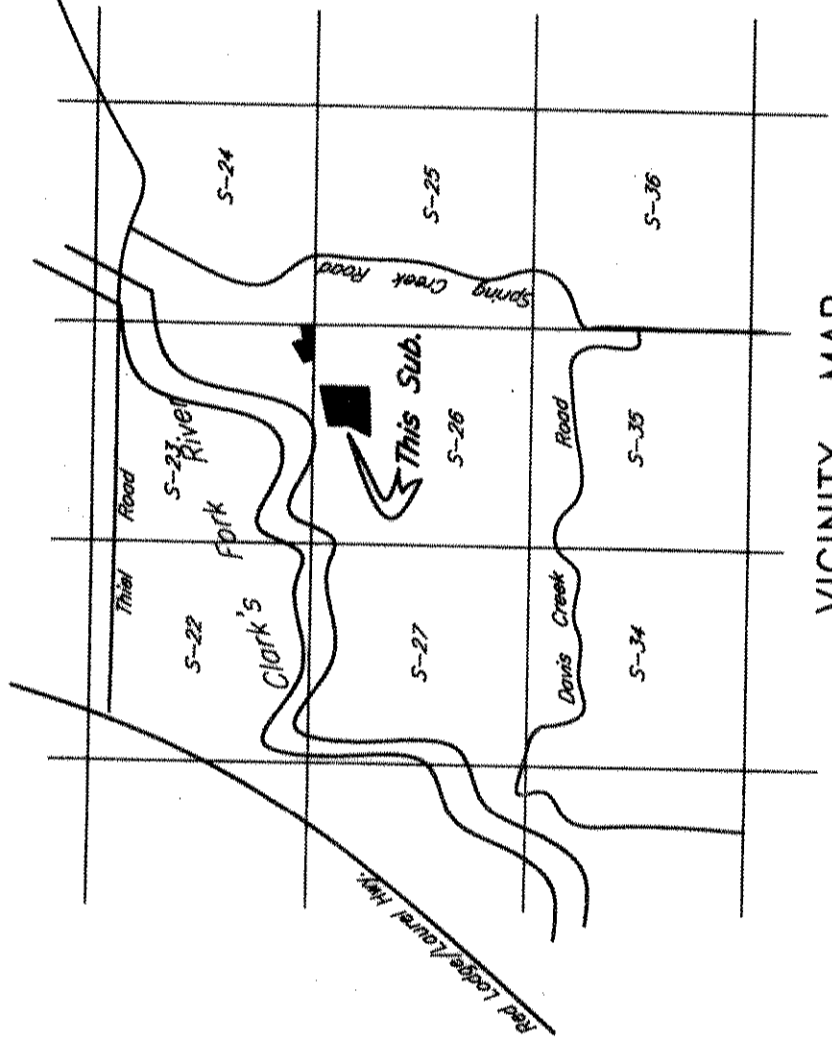 Thiel Road
S-22
S-23
S-24
Clark's Fork River
Red Lodge/Laurel Hwy.
This Sub.
S-27
S-26
S-25
Spring Creek Road
Davis Creek Road
S-34
S-35
S-36
VICINITY MAP